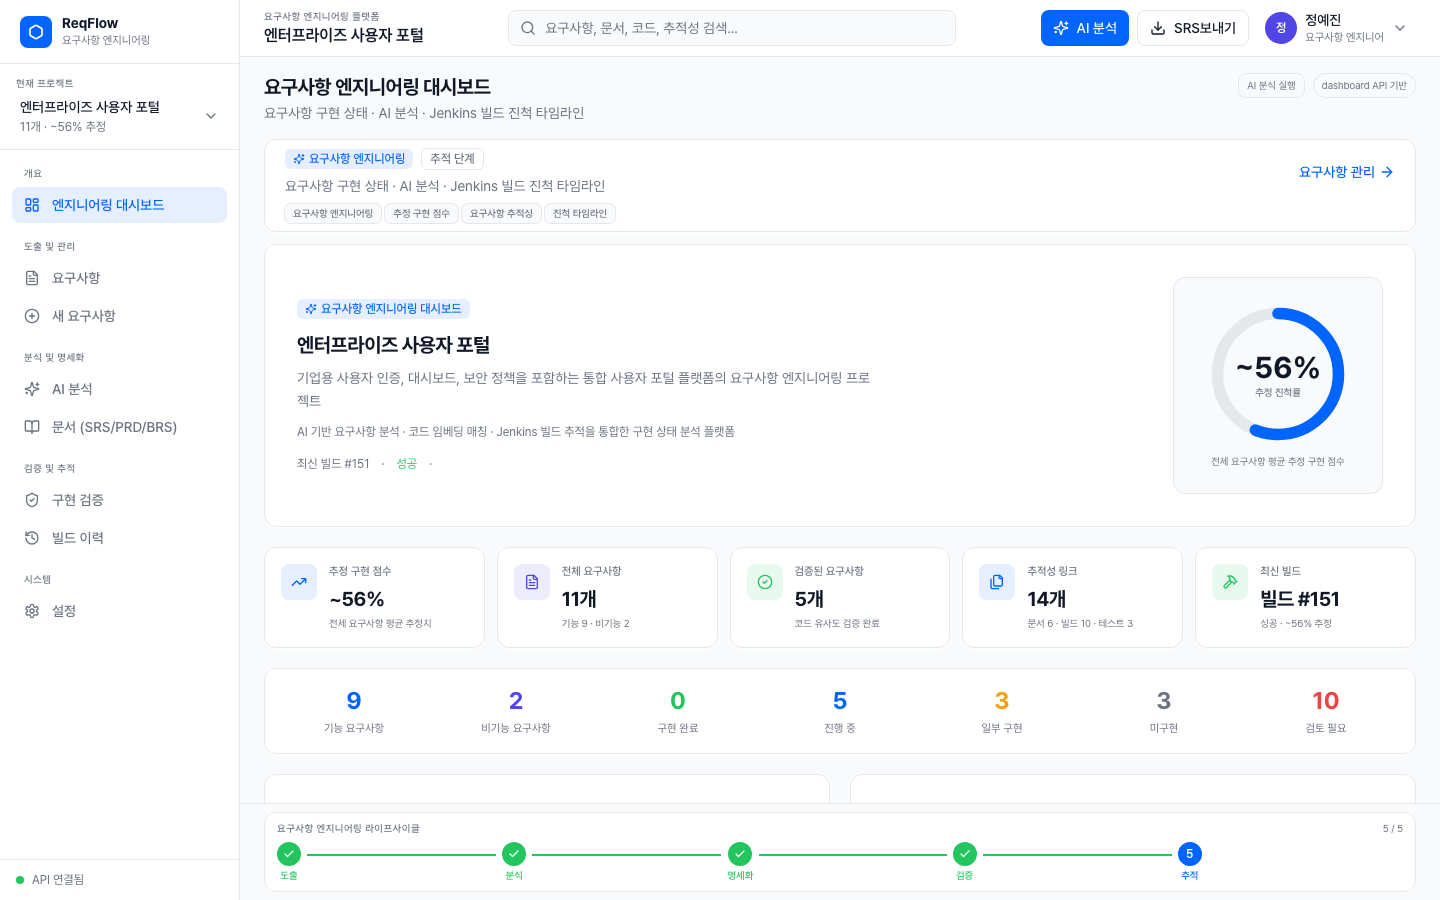 ReqFlow
요구사항 엔지니어링
현재 프로젝트
엔터프라이즈 사용자 포털
11개 · ~56% 추정
개요
엔지니어링 대시보드
도출 및 관리
요구사항
새 요구사항
분석 및 명세화
AI 분석
문서 (SRS/PRD/BRS)
검증 및 추적
구현 검증
빌드 이력
시스템
설정
API 연결됨
요구사항 엔지니어링 플랫폼
엔터프라이즈 사용자 포털
요구사항, 문서, 코드, 추적성 검색...
AI 분석
SRS보내기
정
정예진
요구사항 엔지니어
요구사항 엔지니어링 대시보드
요구사항 구현 상태 · AI 분석 · Jenkins 빌드 진척 타임라인
AI 분석 실행
dashboard API 기반
요구사항 엔지니어링
추적 단계
요구사항 구현 상태 · AI 분석 · Jenkins 빌드 진척 타임라인
요구사항 엔지니어링
추정 구현 점수
요구사항 추적성
진척 타임라인
요구사항 관리
요구사항 엔지니어링 대시보드
엔터프라이즈 사용자 포털
기업용 사용자 인증, 대시보드, 보안 정책을 포함하는 통합 사용자 포털 플랫폼의 요구사항 엔지니어링 프로
젝트
AI 기반 요구사항 분석 · 코드 임베딩 매칭 · Jenkins 빌드 추적을 통합한 구현 상태 분석 플랫폼
최신 빌드 #151 · 성공 ·
~56%
추정 진척률
전체 요구사항 평균 추정 구현 점수
추정 구현 점수
~56%
전체 요구사항 평균 추정치
전체 요구사항
11개
기능 9 · 비기능 2
검증된 요구사항
5개
코드 유사도 검증 완료
추적성 링크
14개
문서 6 · 빌드 10 · 테스트 3
최신 빌드
빌드 #151
성공 · ~56% 추정
9
기능 요구사항
2
비기능 요구사항
0
구현 완료
5
진행 중
3
일부 구현
3
미구현
10
검토 필요
요구사항 엔지니어링 라이프사이클
5 / 5
도출
분석
명세화
검증
5
추적